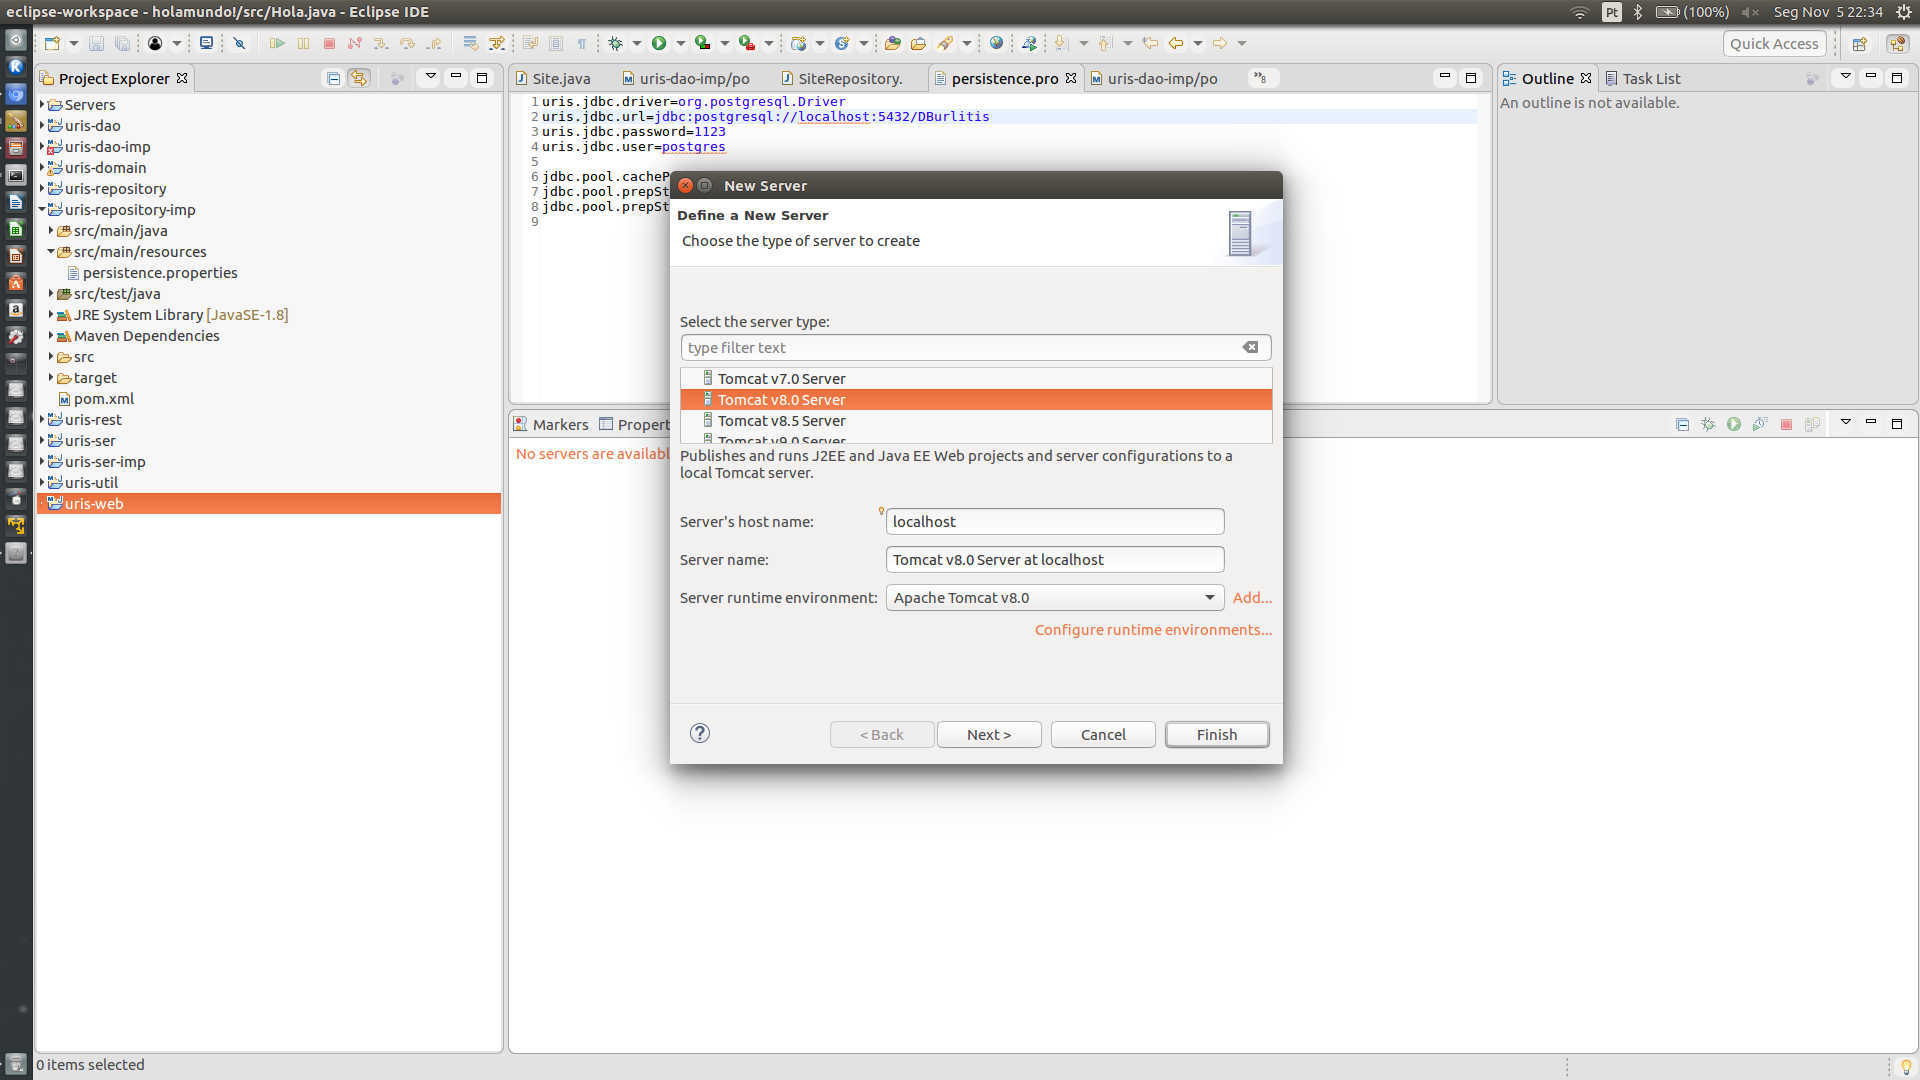 eclipse-workspace - holamundo!/src/Hola.java - Eclipse IDE
Pt
(100%)
Seg Nov 5 22:34
Quick Access
Project Explorer
Servers
uris-dao
uris-dao-imp
uris-domain
uris-repository
uris-repository-imp
src/main/java
src/main/resources
persistence.properties
src/test/java
JRE System Library [JavaSE-1.8]
Maven Dependencies
src
target
pom.xml
uris-rest
uris-ser
uris-ser-imp
uris-util
uris-web
Site.java
uris-dao-imp/po
SiteRepository.
persistence.pro
uris-dao-imp/po
»8
1 uris.jdbc.driver=org.postgresql.Driver
2 uris.jdbc.url=jdbc:postgresql://localhost:5432/DBurlitis
3 uris.jdbc.password=1123
4 uris.jdbc.user=postgres
5
6 jdbc.pool.cacheP
7 jdbc.pool.prepSt
8 jdbc.pool.prepSt
9
Outline
Task List
An outline is not available.
Markers
Propert
No servers are availabl
New Server
Define a New Server
Choose the type of server to create
Select the server type:
type filter text
Tomcat v7.0 Server
Tomcat v8.0 Server
Tomcat v8.5 Server
Tomcat v9.0 Server
Publishes and runs J2EE and Java EE Web projects and server configurations to a
local Tomcat server.
Server's host name:
localhost
Server name:
Tomcat v8.0 Server at localhost
Server runtime environment:
Apache Tomcat v8.0
Add...
Configure runtime environments...
?
< Back
Next >
Cancel
Finish
0 items selected